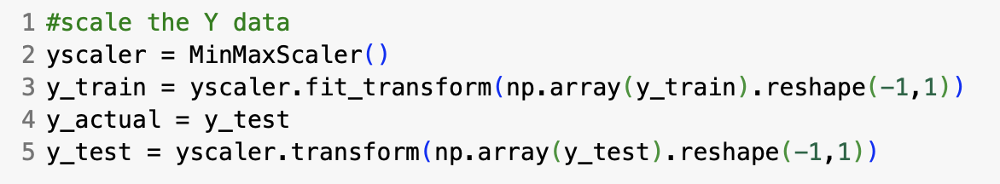 1 #scale the Y data
2 yscaler = MinMaxScaler()
3 y_train = yscaler.fit_transform(np.array(y_train).reshape(-1,1))
4 y_actual = y_test
5 y_test = yscaler.transform(np.array(y_test).reshape(-1,1))